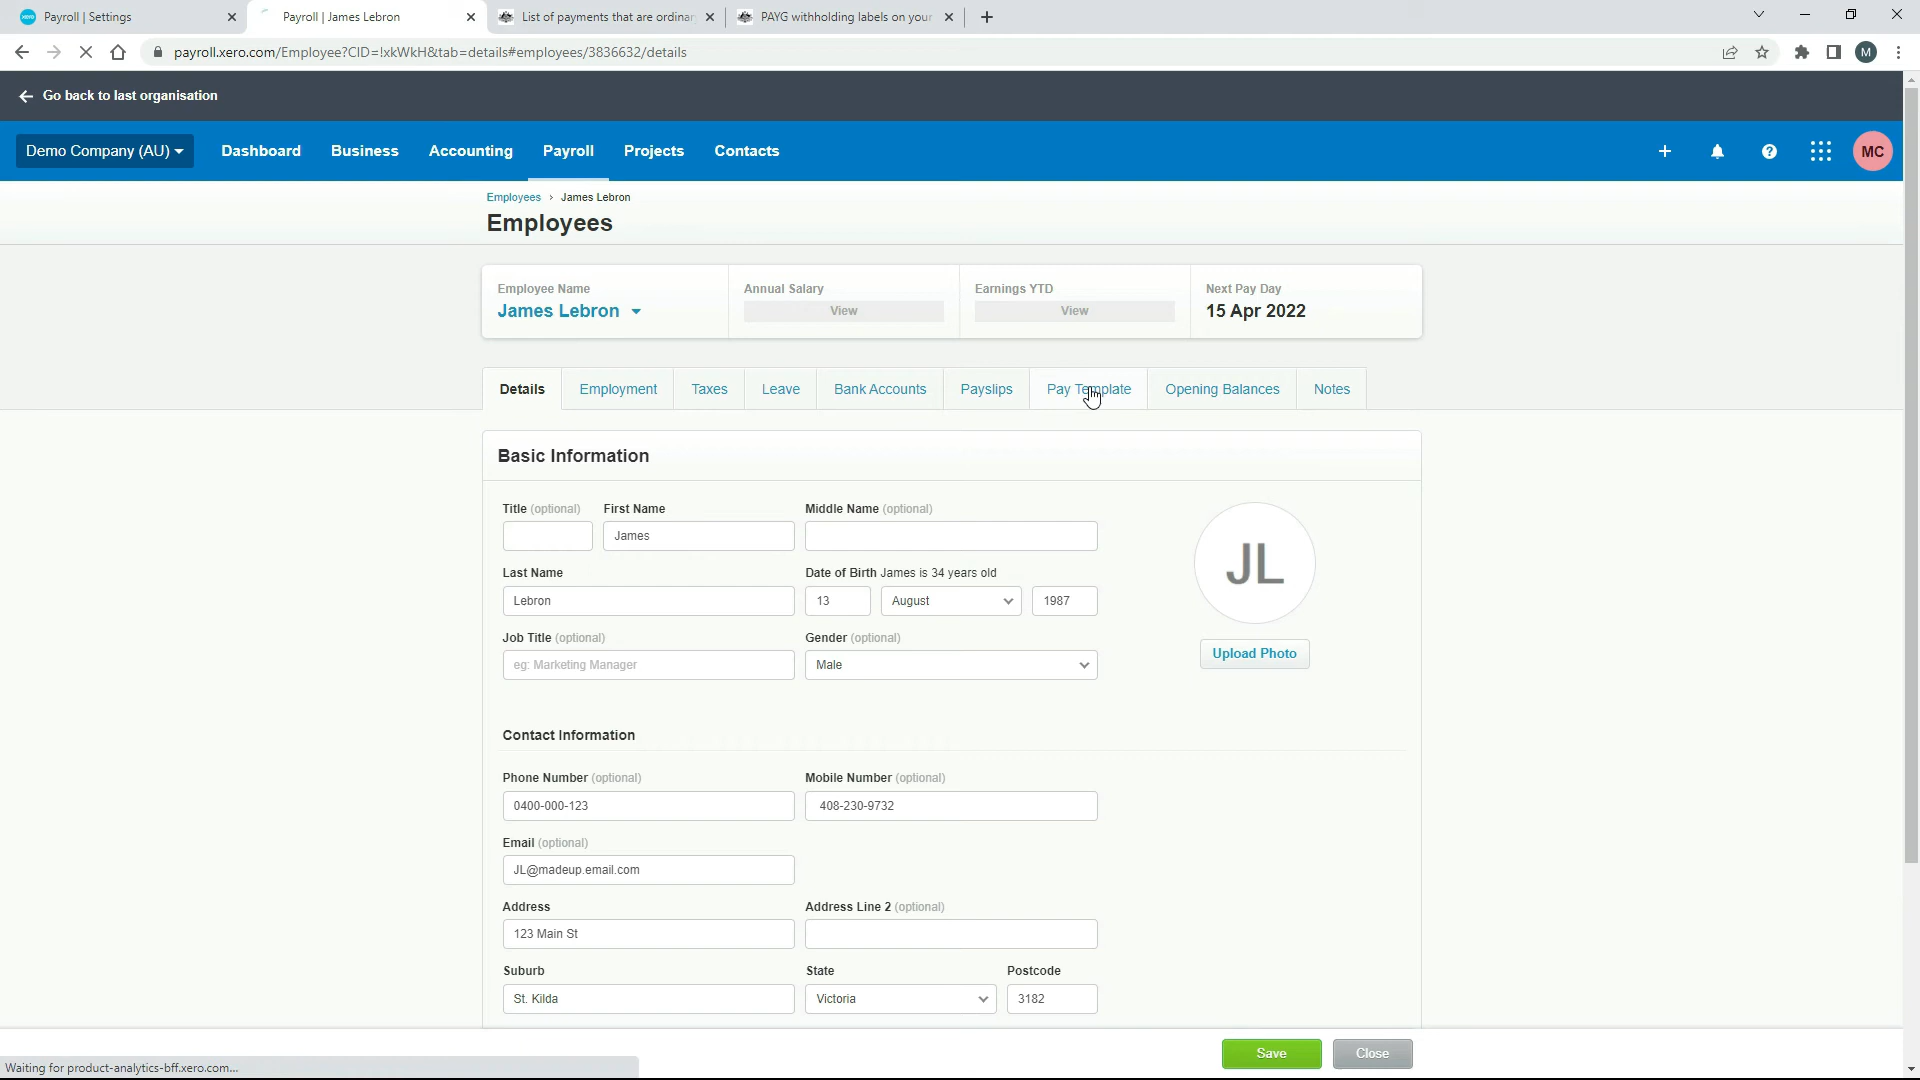 xero Payroll | Settings
Payroll | James Lebron
List of payments that are ordinar
PAYG withholding labels on your
payroll.xero.com/Employee?CID=!xkWkH&tab=details#employees/3836632/details
M
Go back to last organisation
Demo Company (AU)
Dashboard
Business
Accounting
Payroll
Projects
Contacts
MC
Employees › James Lebron
Employees
Employee Name
James Lebron
Annual Salary
View
Earnings YTD
View
Next Pay Day
15 Apr 2022
Details
Employment
Taxes
Leave
Bank Accounts
Payslips
Pay Template
Opening Balances
Notes
Basic Information
Title (optional)
First Name
Middle Name (optional)
James
Last Name
Date of Birth James is 34 years old
Lebron
13
August
1987
JL
Job Title (optional)
Gender (optional)
eg: Marketing Manager
Male
Upload Photo
Contact Information
Phone Number (optional)
Mobile Number (optional)
0400-000-123
408-230-9732
Email (optional)
JL@madeup.email.com
Address
Address Line 2 (optional)
123 Main St
Suburb
State
Postcode
St. Kilda
Victoria
3182
Save
Close
Waiting for product-analytics-bff.xero.com...